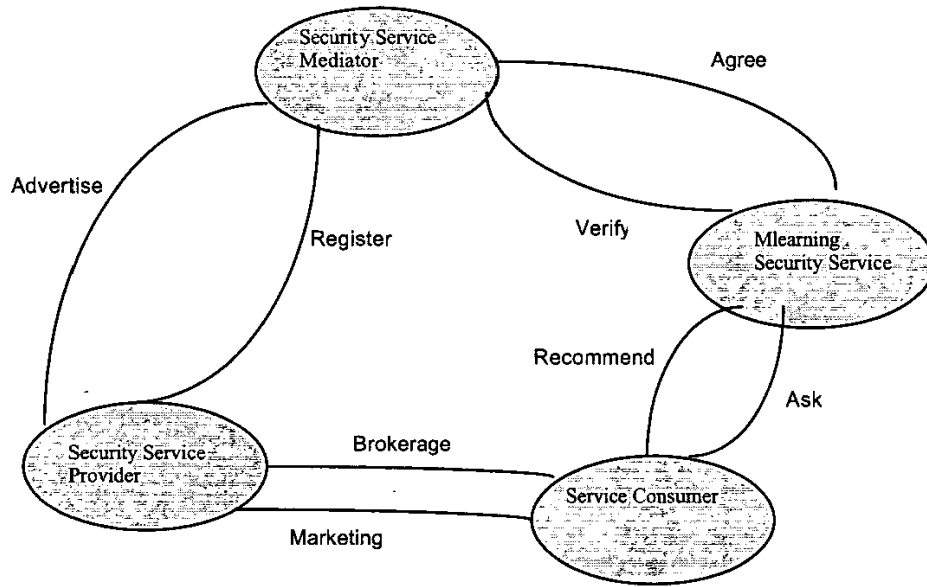 Security Service
Mediator
Agree
Advertise
Register
Verify
Mlearning
Security Service
Recommend
Ask
Brokerage
Security Service
Provider
Service Consumer
Marketing